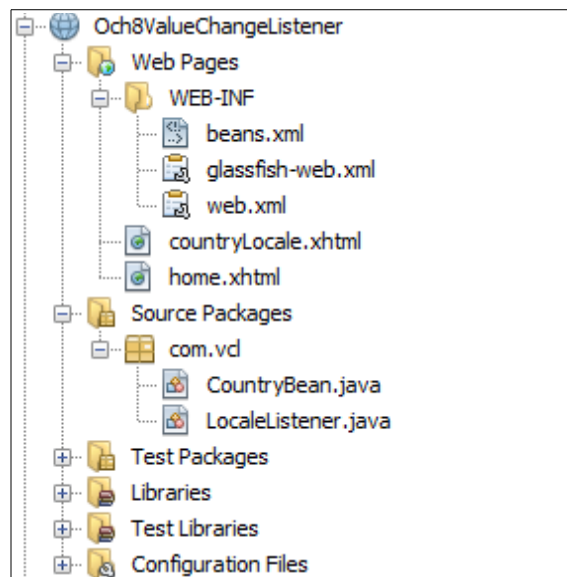 Och8ValueChangeListener
Web Pages
WEB-INF
beans.xml
glassfish-web.xml
web.xml
countryLocale.xhtml
home.xhtml
Source Packages
com.vcl
CountryBean.java
LocaleListener.java
Test Packages
Libraries
Test Libraries
Configuration Files